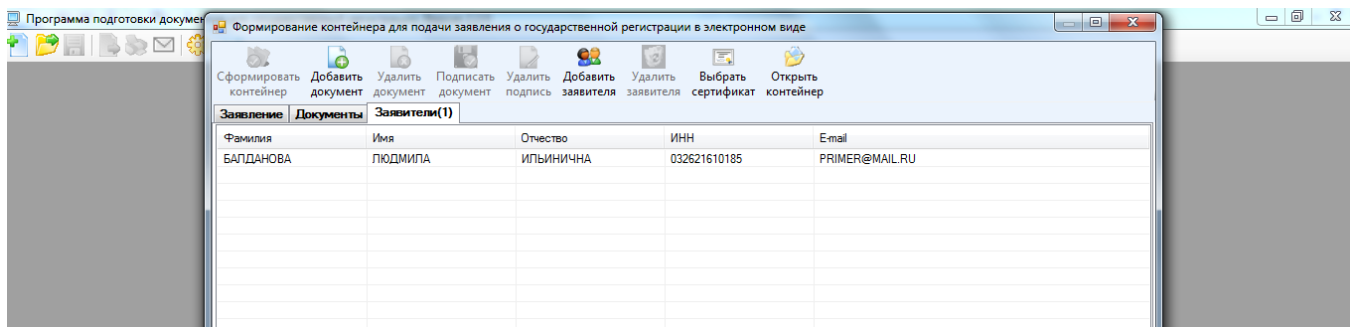 Программа подготовки докумен
Формирование контейнера для подачи заявления о государственной регистрации в электронном виде
Сформировать контейнер
Добавить документ
Удалить документ
Подписать документ
Удалить подпись
Добавить заявителя
Удалить заявителя
Выбрать сертификат
Открыть контейнер
Заявление Документы Заявители(1)
Фамилия Имя Отчество ИНН E-mail
БАЛДАНОВА ЛЮДМИЛА ИЛЬИНИЧНА 032621610185 PRIMER@MAIL.RU